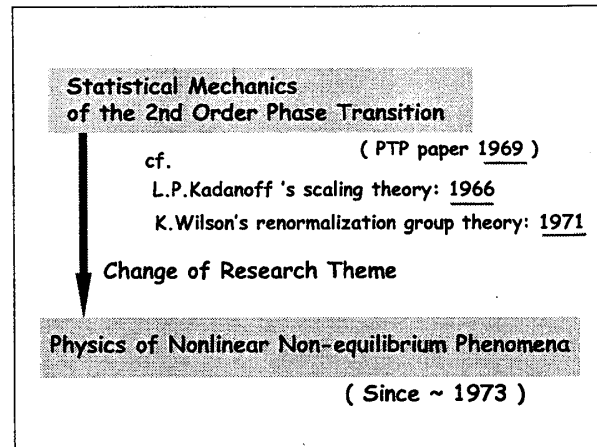 Statistical Mechanics
of the 2nd Order Phase Transition
( PTP paper 1969 )
cf.
L.P.Kadanoff 's scaling theory: 1966
K.Wilson's renormalization group theory: 1971
Change of Research Theme
Physics of Nonlinear Non-equilibrium Phenomena
( Since ~ 1973 )